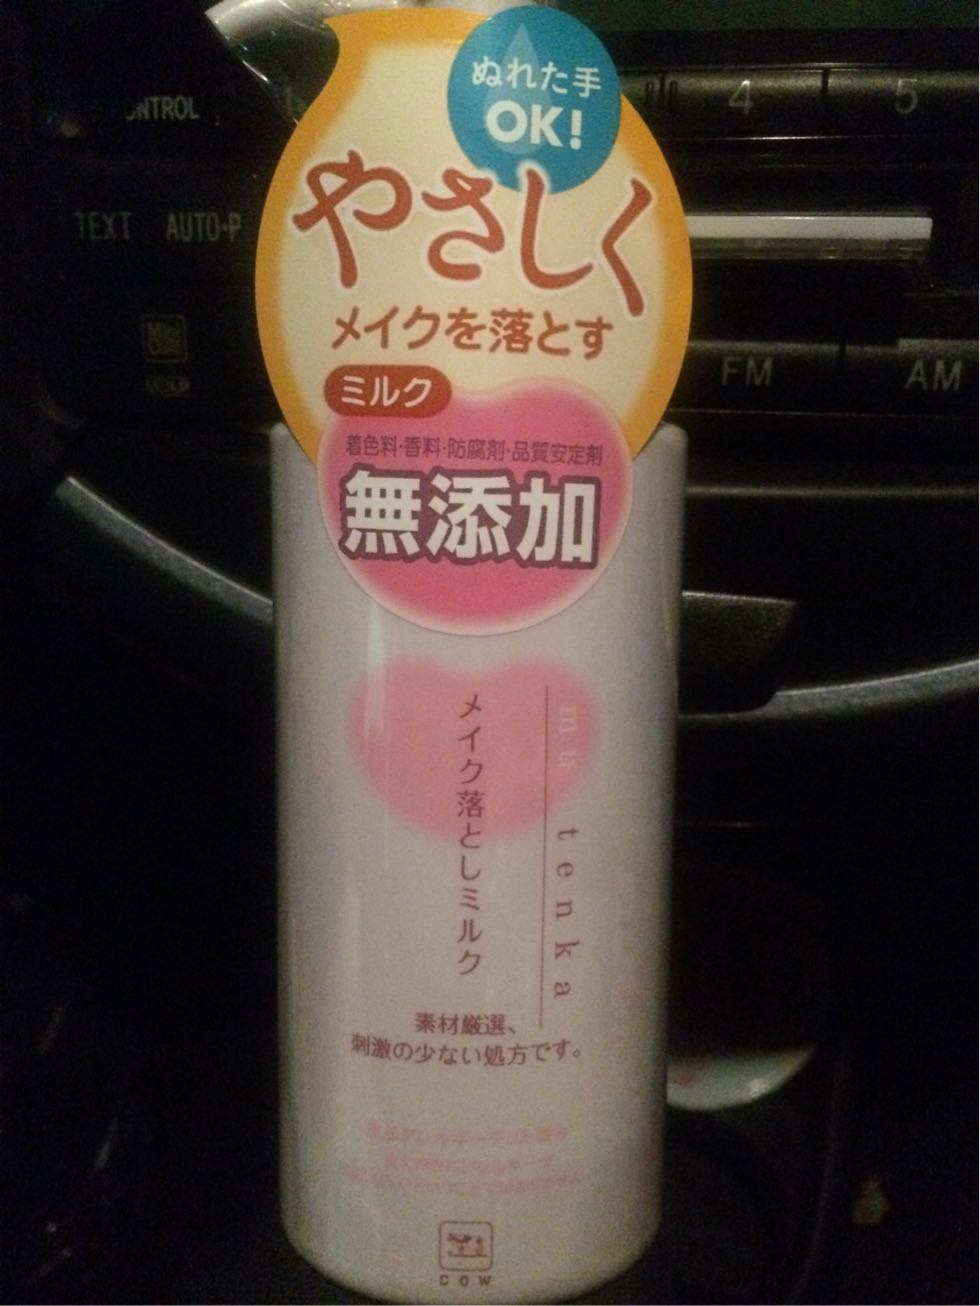 ぬれた手
OK!
やさしく
メイクを落とす
ミルク
着色料・香料・防腐剤・品質安定剤
無添加
メイク落としミルク
mu tenka
素材厳選、
刺激の少ない処方です。
COW
4
5
TEXT
AUTO-P
FM
AM